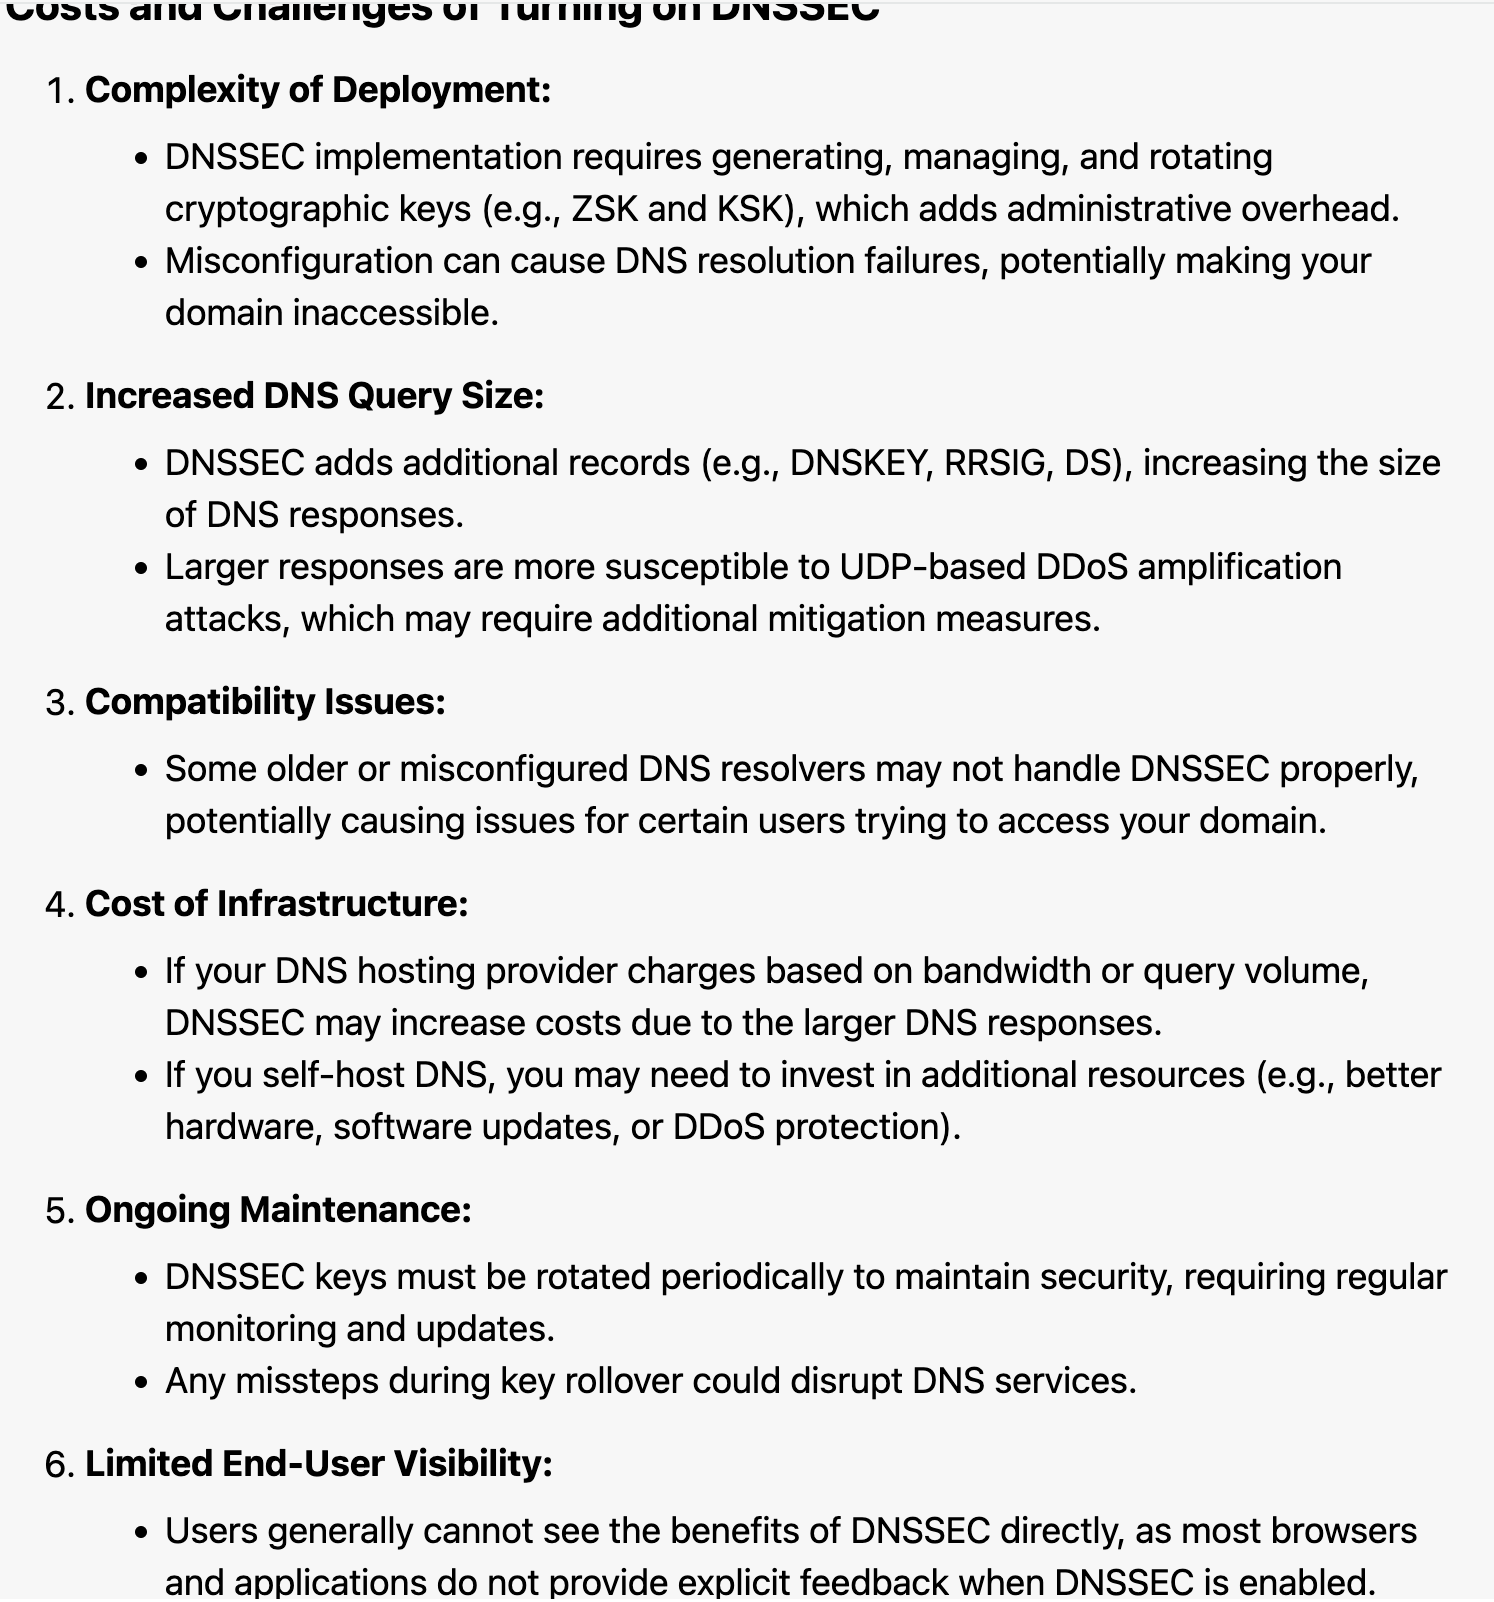 Costs and Challenges of Turning on DNSSEC
1. Complexity of Deployment:
• DNSSEC implementation requires generating, managing, and rotating
cryptographic keys (e.g., ZSK and KSK), which adds administrative overhead.
• Misconfiguration can cause DNS resolution failures, potentially making your
domain inaccessible.
2. Increased DNS Query Size:
• DNSSEC adds additional records (e.g., DNSKEY, RRSIG, DS), increasing the size
of DNS responses.
• Larger responses are more susceptible to UDP-based DDoS amplification
attacks, which may require additional mitigation measures.
3. Compatibility Issues:
• Some older or misconfigured DNS resolvers may not handle DNSSEC properly,
potentially causing issues for certain users trying to access your domain.
4. Cost of Infrastructure:
• If your DNS hosting provider charges based on bandwidth or query volume,
DNSSEC may increase costs due to the larger DNS responses.
• If you self-host DNS, you may need to invest in additional resources (e.g., better
hardware, software updates, or DDoS protection).
5. Ongoing Maintenance:
• DNSSEC keys must be rotated periodically to maintain security, requiring regular
monitoring and updates.
• Any missteps during key rollover could disrupt DNS services.
6. Limited End-User Visibility:
• Users generally cannot see the benefits of DNSSEC directly, as most browsers
and applications do not provide explicit feedback when DNSSEC is enabled.